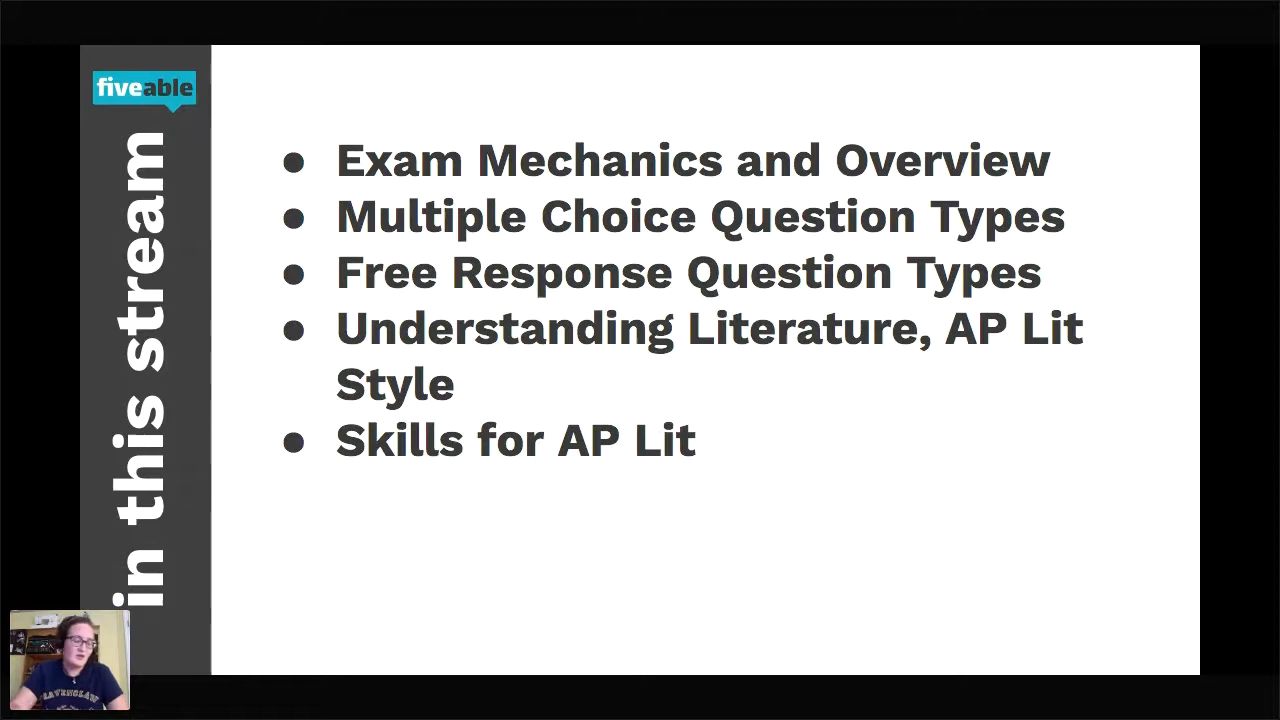 fiveable
in this stream
● Exam Mechanics and Overview
● Multiple Choice Question Types
● Free Response Question Types
● Understanding Literature, AP Lit
Style
● Skills for AP Lit
RAVENCLAW